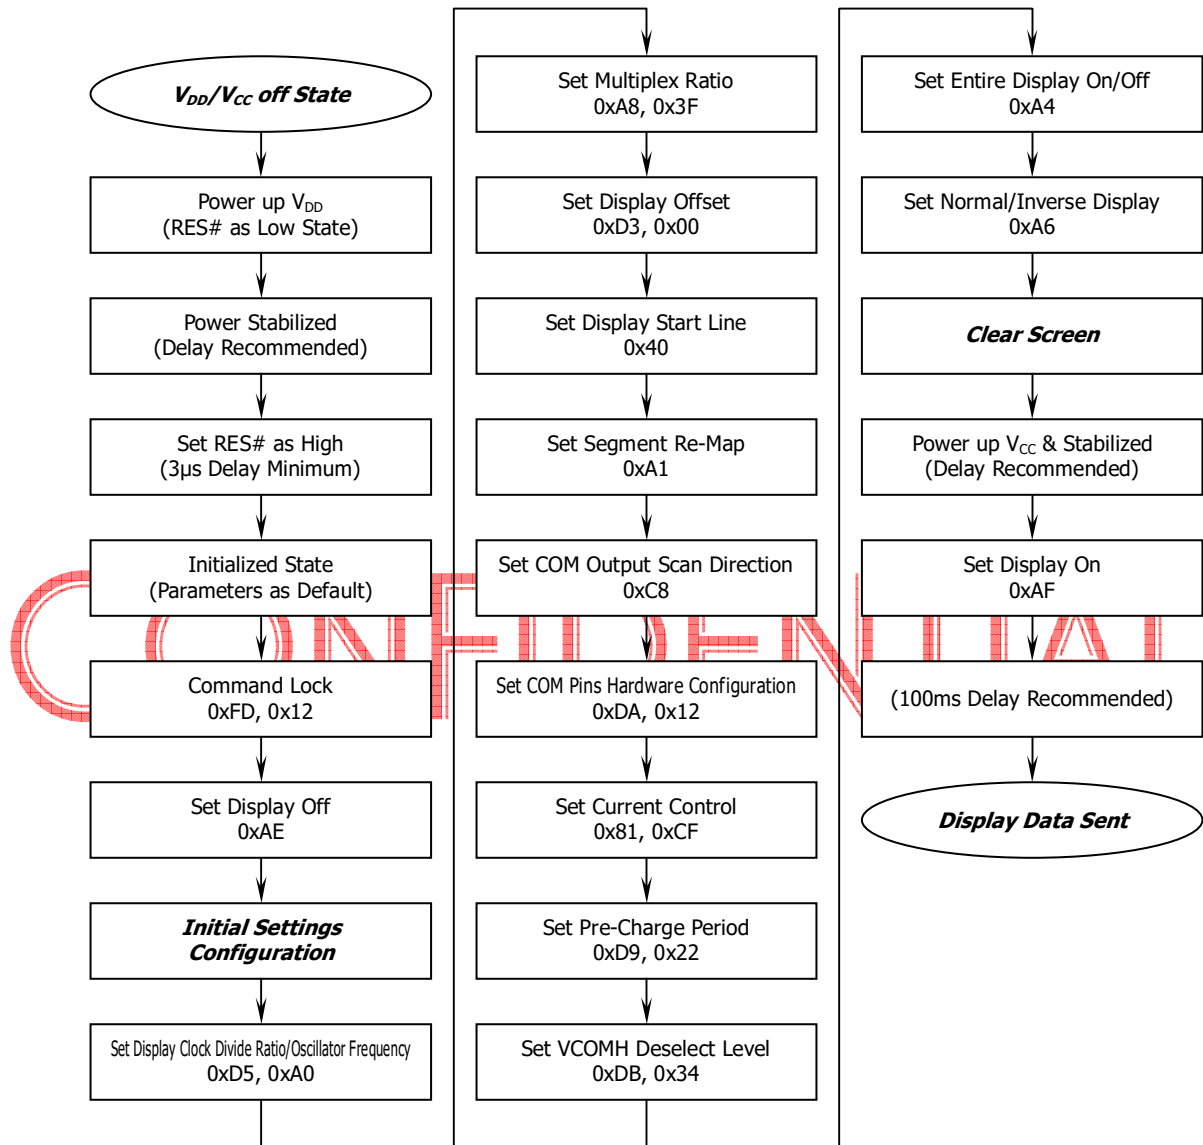 V_DD/V_CC off State
Power up V_DD
(RES# as Low State)
Power Stabilized
(Delay Recommended)
Set RES# as High
(3μs Delay Minimum)
Initialized State
(Parameters as Default)
Command Lock
0xFD, 0x12
Set Display Off
0xAE
Initial Settings
Configuration
Set Display Clock Divide Ratio/Oscillator Frequency
0xD5, 0xA0
Set Multiplex Ratio
0xA8, 0x3F
Set Display Offset
0xD3, 0x00
Set Display Start Line
0x40
Set Segment Re-Map
0xA1
Set COM Output Scan Direction
0xC8
Set COM Pins Hardware Configuration
0xDA, 0x12
Set Current Control
0x81, 0xCF
Set Pre-Charge Period
0xD9, 0x22
Set VCOMH Deselect Level
0xDB, 0x34
Set Entire Display On/Off
0xA4
Set Normal/Inverse Display
0xA6
Clear Screen
Power up V_CC & Stabilized
(Delay Recommended)
Set Display On
0xAF
(100ms Delay Recommended)
Display Data Sent
CONFIDENTIAL